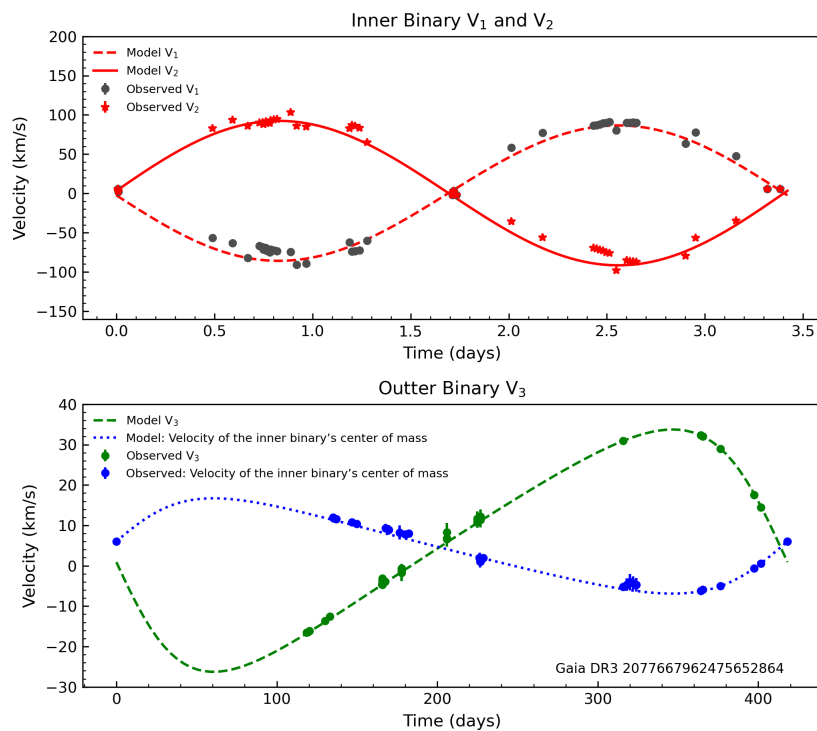 Inner Binary V₁ and V₂
Velocity (km/s)
200
150
100
50
0
−50
−100
−150
Model V₁
Model V₂
Observed V₁
Observed V₂
0.0 0.5 1.0 1.5 2.0 2.5 3.0 3.5
Time (days)
Outter Binary V₃
Velocity (km/s)
40
30
20
10
0
−10
−20
−30
Model V₃
Model: Velocity of the inner binary’s center of mass
Observed V₃
Observed: Velocity of the inner binary’s center of mass
Gaia DR3 2077667962475652864
0 100 200 300 400
Time (days)